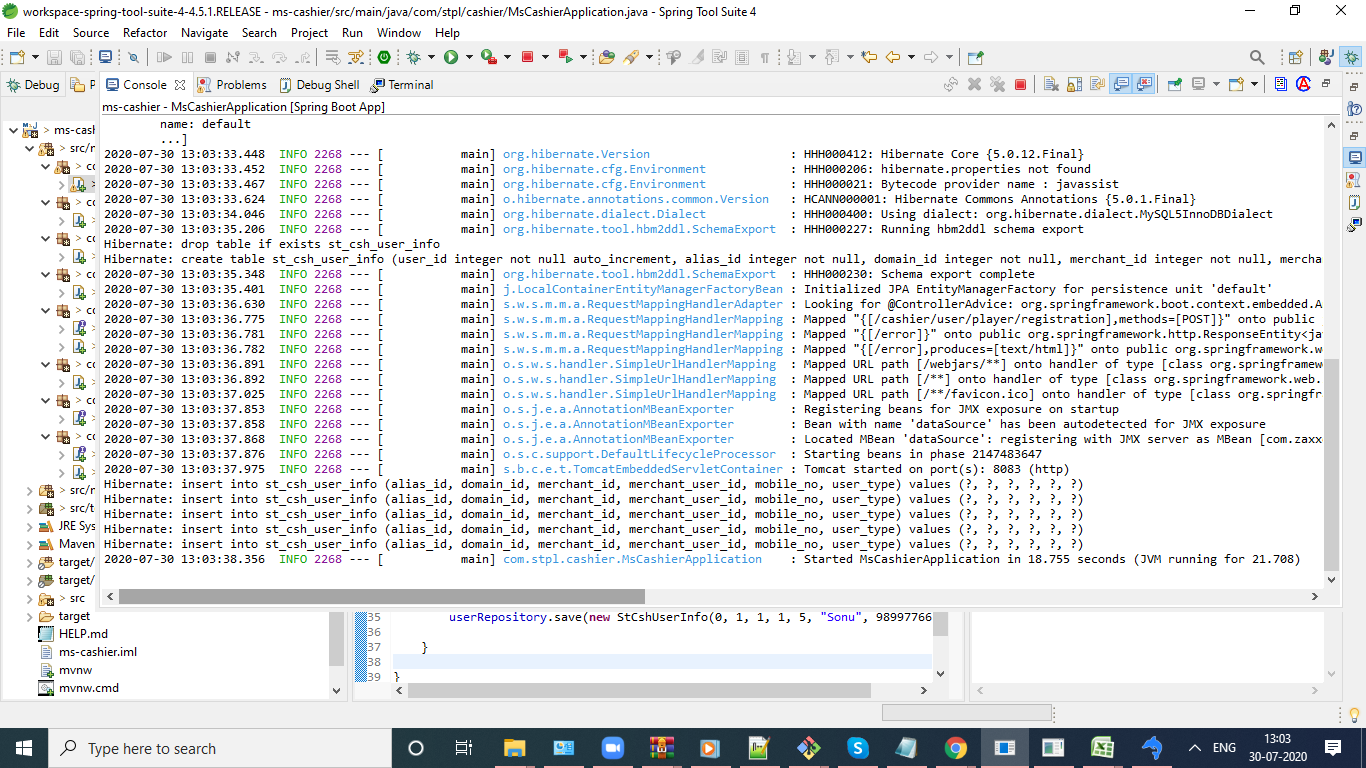 workspace-spring-tool-suite-4-4.5.1.RELEASE - ms-cashier/src/main/java/com/stpl/cashier/MsCashierApplication.java - Spring Tool Suite 4
File Edit Source Refactor Navigate Search Project Run Window Help
Debug P Console Problems Debug Shell Terminal
ms-cashier - MsCashierApplication [Spring Boot App]
name: default
...]
2020-07-30 13:03:33.448 INFO 2268 --- [ main] org.hibernate.Version : HHH000412: Hibernate Core {5.0.12.Final}
2020-07-30 13:03:33.452 INFO 2268 --- [ main] org.hibernate.cfg.Environment : HHH000206: hibernate.properties not found
2020-07-30 13:03:33.467 INFO 2268 --- [ main] org.hibernate.cfg.Environment : HHH000021: Bytecode provider name : javassist
2020-07-30 13:03:33.624 INFO 2268 --- [ main] o.hibernate.annotations.common.Version : HCANN000001: Hibernate Commons Annotations {5.0.1.Final}
2020-07-30 13:03:34.046 INFO 2268 --- [ main] org.hibernate.dialect.Dialect : HHH000400: Using dialect: org.hibernate.dialect.MySQL5InnoDBDialect
2020-07-30 13:03:35.206 INFO 2268 --- [ main] org.hibernate.tool.hbm2ddl.SchemaExport : HHH000227: Running hbm2ddl schema export
Hibernate: drop table if exists st_csh_user_info
Hibernate: create table st_csh_user_info (user_id integer not null auto_increment, alias_id integer not null, domain_id integer not null, merchant_id integer not null, mercha
2020-07-30 13:03:35.348 INFO 2268 --- [ main] org.hibernate.tool.hbm2ddl.SchemaExport : HHH000230: Schema export complete
2020-07-30 13:03:35.401 INFO 2268 --- [ main] j.LocalContainerEntityManagerFactoryBean : Initialized JPA EntityManagerFactory for persistence unit 'default'
2020-07-30 13:03:36.630 INFO 2268 --- [ main] s.w.s.m.m.a.RequestMappingHandlerAdapter : Looking for @ControllerAdvice: org.springframework.boot.context.embedded.A
2020-07-30 13:03:36.775 INFO 2268 --- [ main] s.w.s.m.m.a.RequestMappingHandlerMapping : Mapped "{[/cashier/user/player/registration],methods=[POST]}" onto public
2020-07-30 13:03:36.781 INFO 2268 --- [ main] s.w.s.m.m.a.RequestMappingHandlerMapping : Mapped "{[/error]}" onto public org.springframework.http.ResponseEntity<ja
2020-07-30 13:03:36.782 INFO 2268 --- [ main] s.w.s.m.m.a.RequestMappingHandlerMapping : Mapped "{[/error],produces=[text/html]}" onto public org.springframework.w
2020-07-30 13:03:36.891 INFO 2268 --- [ main] o.s.w.s.handler.SimpleUrlHandlerMapping : Mapped URL path [/webjars/**] onto handler of type [class org.springframew
2020-07-30 13:03:36.892 INFO 2268 --- [ main] o.s.w.s.handler.SimpleUrlHandlerMapping : Mapped URL path [/**] onto handler of type [class org.springframework.web.
2020-07-30 13:03:37.025 INFO 2268 --- [ main] o.s.w.s.handler.SimpleUrlHandlerMapping : Mapped URL path [/**/favicon.ico] onto handler of type [class org.springfr
2020-07-30 13:03:37.853 INFO 2268 --- [ main] o.s.j.e.a.AnnotationMBeanExporter : Registering beans for JMX exposure on startup
2020-07-30 13:03:37.858 INFO 2268 --- [ main] o.s.j.e.a.AnnotationMBeanExporter : Bean with name 'dataSource' has been autodetected for JMX exposure
2020-07-30 13:03:37.868 INFO 2268 --- [ main] o.s.j.e.a.AnnotationMBeanExporter : Located MBean 'dataSource': registering with JMX server as MBean [com.zaxx
2020-07-30 13:03:37.876 INFO 2268 --- [ main] o.s.c.support.DefaultLifecycleProcessor : Starting beans in phase 2147483647
2020-07-30 13:03:37.975 INFO 2268 --- [ main] s.b.c.e.t.TomcatEmbeddedServletContainer : Tomcat started on port(s): 8083 (http)
Hibernate: insert into st_csh_user_info (alias_id, domain_id, merchant_id, merchant_user_id, mobile_no, user_type) values (?, ?, ?, ?, ?, ?)
Hibernate: insert into st_csh_user_info (alias_id, domain_id, merchant_id, merchant_user_id, mobile_no, user_type) values (?, ?, ?, ?, ?, ?)
Hibernate: insert into st_csh_user_info (alias_id, domain_id, merchant_id, merchant_user_id, mobile_no, user_type) values (?, ?, ?, ?, ?, ?)
Hibernate: insert into st_csh_user_info (alias_id, domain_id, merchant_id, merchant_user_id, mobile_no, user_type) values (?, ?, ?, ?, ?, ?)
Hibernate: insert into st_csh_user_info (alias_id, domain_id, merchant_id, merchant_user_id, mobile_no, user_type) values (?, ?, ?, ?, ?, ?)
2020-07-30 13:03:38.356 INFO 2268 --- [ main] com.stpl.cashier.MsCashierApplication : Started MsCashierApplication in 18.755 seconds (JVM running for 21.708)
> ms-cash
> src/m
> co
>
> co
>
> co
>
> co
>
>
> co
>
> co
>
> co
>
>
> src/m
> src/t
JRE Sys
Maven
target/
target/
> src
target
HELP.md
ms-cashier.iml
mvnw
mvnw.cmd
35 userRepository.save(new StCshUserInfo(0, 1, 1, 1, 5, "Sonu", 98997766
36
37 }
38
39 }
Type here to search
ENG
13:03
30-07-2020